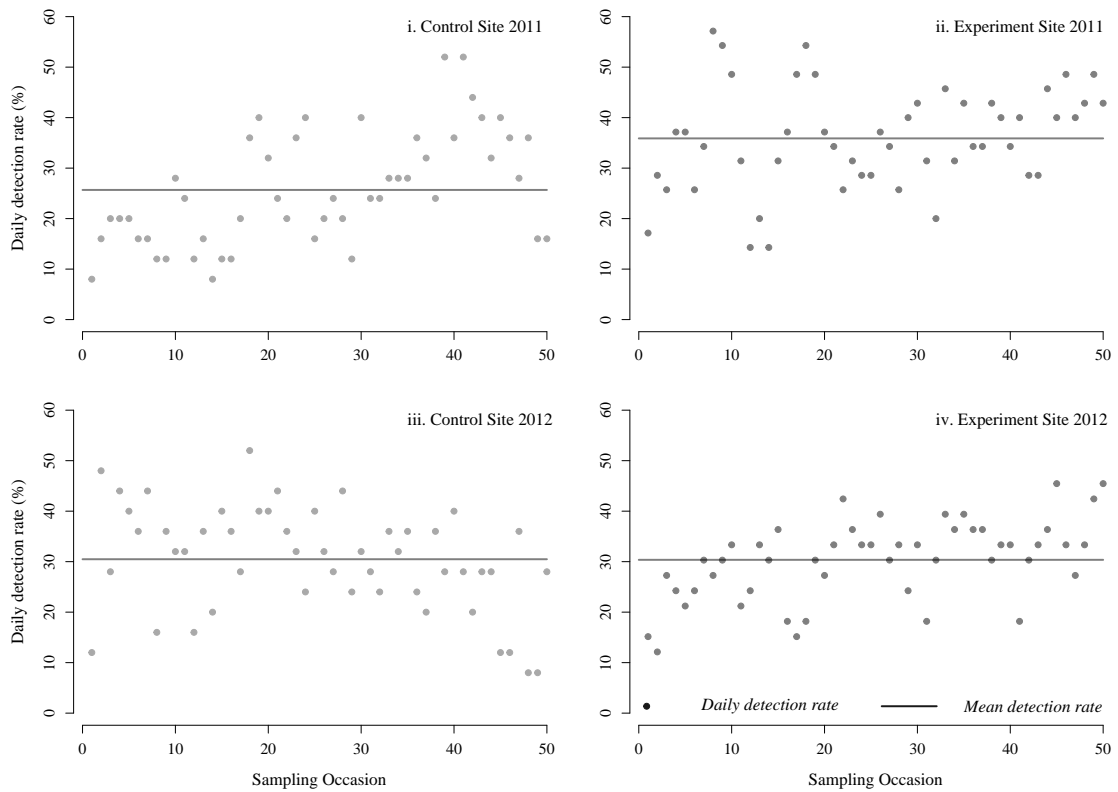 i. Control Site 2011
Daily detection rate (%)
0 10 20 30 40 50 60
0 10 20 30 40 50
ii. Experiment Site 2011
0 10 20 30 40 50 60
0 10 20 30 40 50
iii. Control Site 2012
Daily detection rate (%)
0 10 20 30 40 50 60
0 10 20 30 40 50
Sampling Occasion
iv. Experiment Site 2012
0 10 20 30 40 50 60
Daily detection rate Mean detection rate
0 10 20 30 40 50
Sampling Occasion